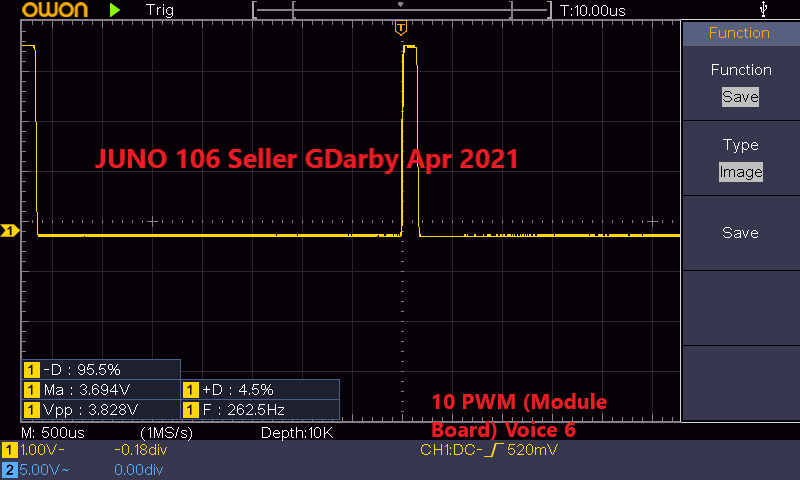 owon Trig T:10.00us
T
Function
Function
Save
JUNO 106 Seller GDarby Apr 2021
Type
Image
1
Save
1 -D : 95.5%
1 Ma : 3.694V 1 +D : 4.5%
1 Vpp : 3.828V 1 F : 262.5Hz
10 PWM (Module
Board) Voice 6
M: 500us (1MS/s) Depth:10K
1 1.00V- -0.18div CH1:DC- 520mV
2 5.00V~ 0.00div